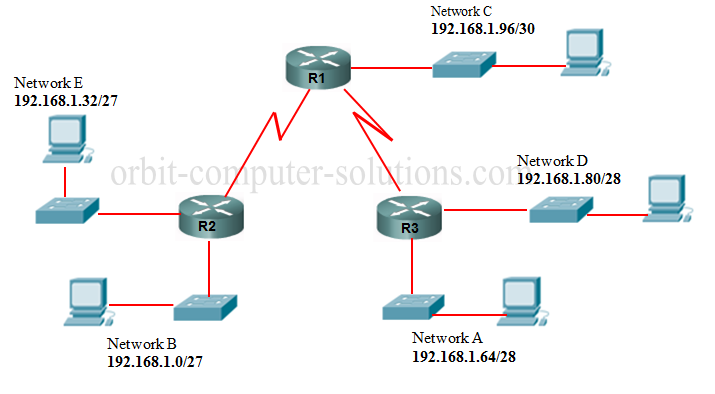 Network C
192.168.1.96/30
R1
Network E
192.168.1.32/27
orbit-computer-solutions.com
Network D
192.168.1.80/28
R2
R3
Network B
192.168.1.0/27
Network A
192.168.1.64/28